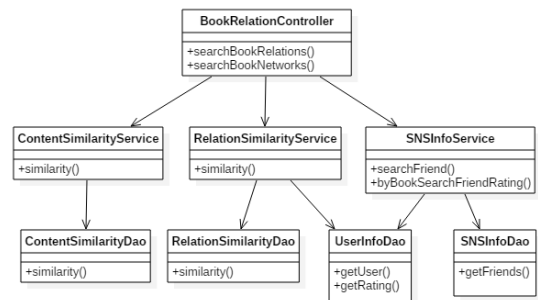 BookRelationController
+searchBookRelations()
+searchBookNetworks()
ContentSimilarityService
+similarity()
RelationSimilarityService
+similarity()
SNSInfoService
+searchFriend()
+byBookSearchFriendRating()
ContentSimilarityDao
+similarity()
RelationSimilarityDao
+similarity()
UserInfoDao
+getUser()
+getRating()
SNSInfoDao
+getFriends()